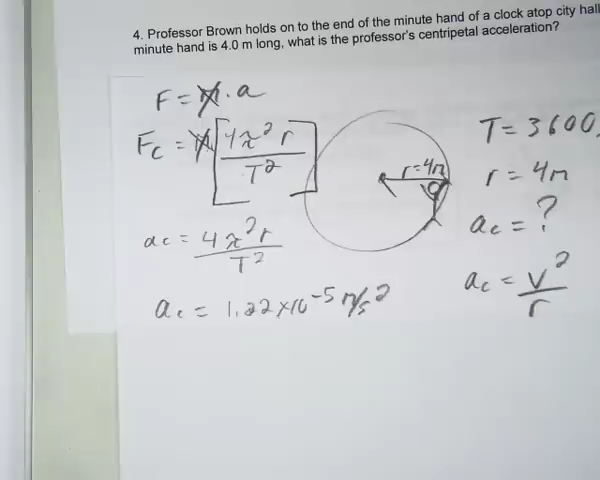 4. Professor Brown holds on to the end of the minute hand of a clock atop city hall
minute hand is 4.0 m long, what is the professor's centripetal acceleration?
F = m · a
Fc = m [4π² r / T²]
ac = 4π² r / T²
ac = 1.22 × 10⁻⁵ m/s²
r = 4m
T = 3600
r = 4m
ac = ?
ac = v² / r